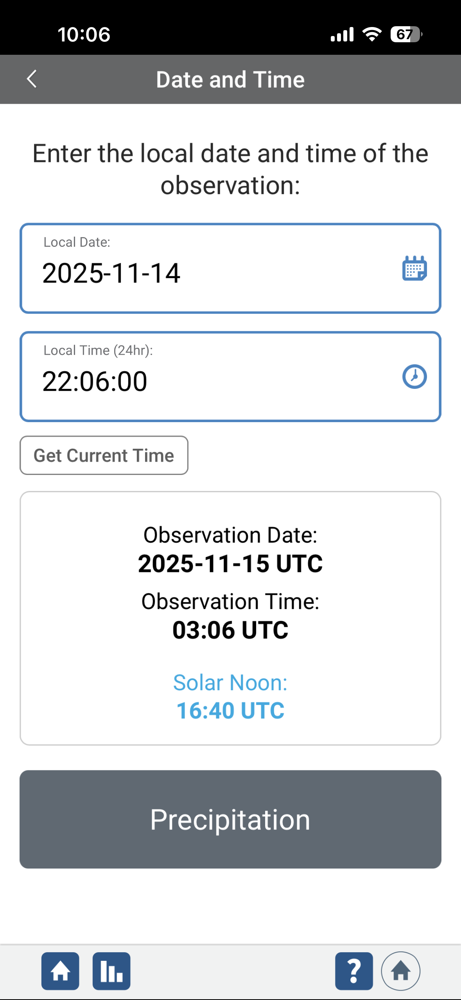 10:06
67
Date and Time
Enter the local date and time of the
observation:
Local Date:
2025-11-14
Local Time (24hr):
22:06:00
Get Current Time
Observation Date:
2025-11-15 UTC
Observation Time:
03:06 UTC
Solar Noon:
16:40 UTC
Precipitation
?